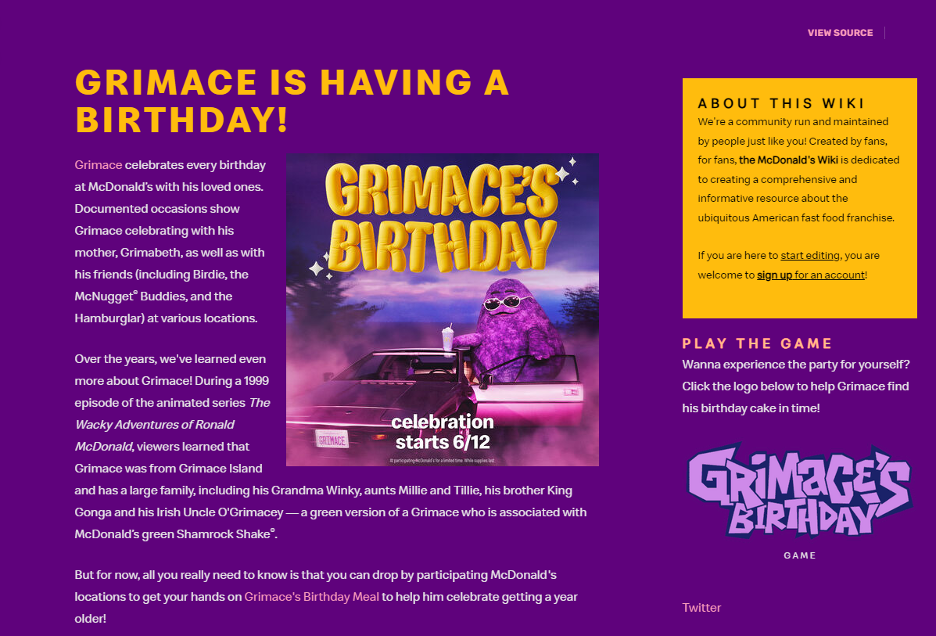 VIEW SOURCE
GRIMACE IS HAVING A
BIRTHDAY!
Grimace celebrates every birthday
at McDonald's with his loved ones.
Documented occasions show
Grimace celebrating with his
mother, Grimabeth, as well as with
his friends (including Birdie, the
McNugget® Buddies, and the
Hamburglar) at various locations.
Over the years, we've learned even
more about Grimace! During a 1999
episode of the animated series The
Wacky Adventures of Ronald
McDonald, viewers learned that
Grimace was from Grimace Island
and has a large family, including his Grandma Winky, aunts Millie and Tillie, his brother King
Gonga and his Irish Uncle O'Grimacey — a green version of a Grimace who is associated with
McDonald's green Shamrock Shake®.
But for now, all you really need to know is that you can drop by participating McDonald's
locations to get your hands on Grimace's Birthday Meal to help him celebrate getting a year
older!
GRIMACE'S
BIRTHDAY
GRIMACE
celebration
starts 6/12
At participating McDonald's for a limited time. While supplies last.
ABOUT THIS WIKI
We're a community run and maintained
by people just like you! Created by fans,
for fans, the McDonald's Wiki is dedicated
to creating a comprehensive and
informative resource about the
ubiquitous American fast food franchise.
If you are here to start editing, you are
welcome to sign up for an account!
PLAY THE GAME
Wanna experience the party for yourself?
Click the logo below to help Grimace find
his birthday cake in time!
GRIMACE'S
BIRTHDAY
GAME
Twitter